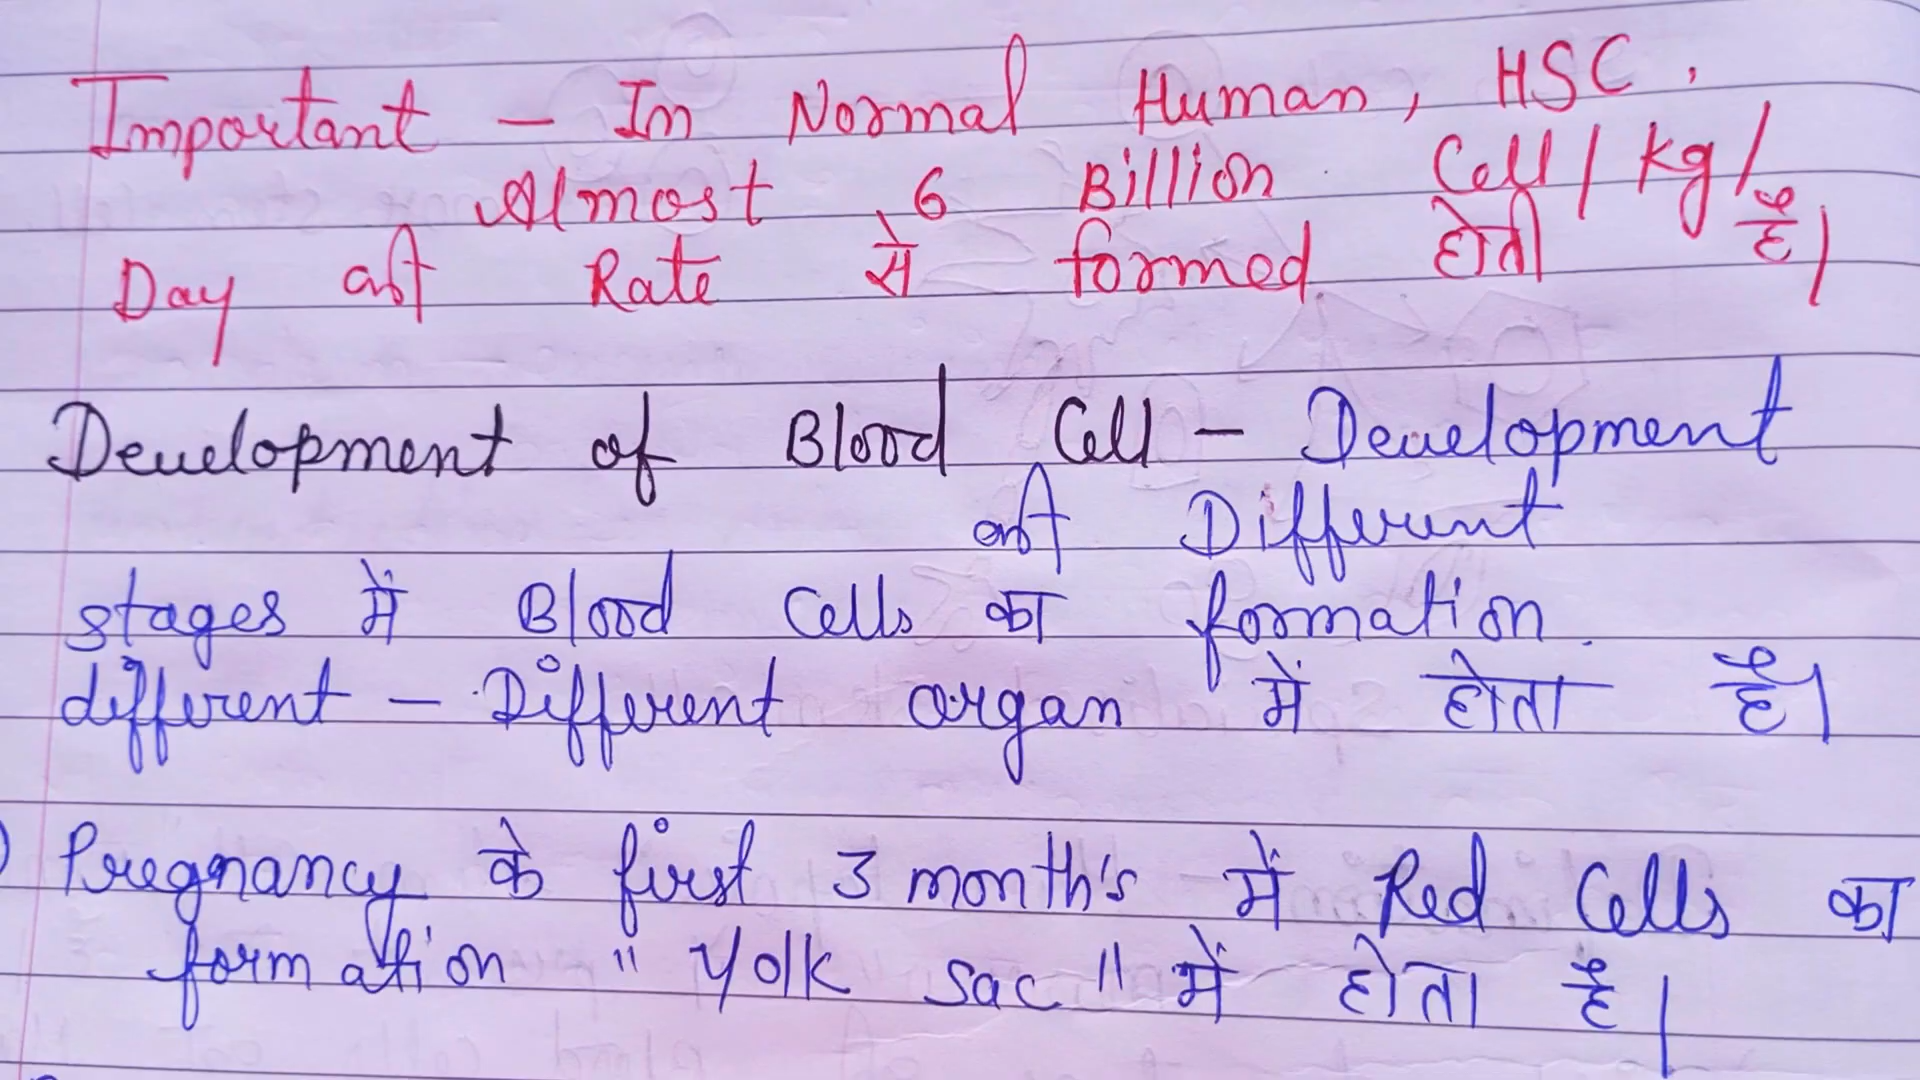 Important - In Normal Human, HSC,
Almost 6 Billion Cell / kg /
Day की Rate से formed होती है।
Development of Blood Cell - Development
की Different
stages में Blood Cells का formation
different - Different organ में होता है।
) Pregnancy के first 3 month's में Red Cells का
formation " Yolk sac " में होता है।